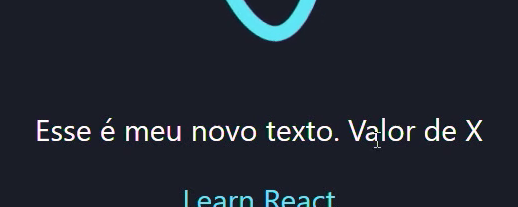 Esse é meu novo texto. Valor de X
Learn React